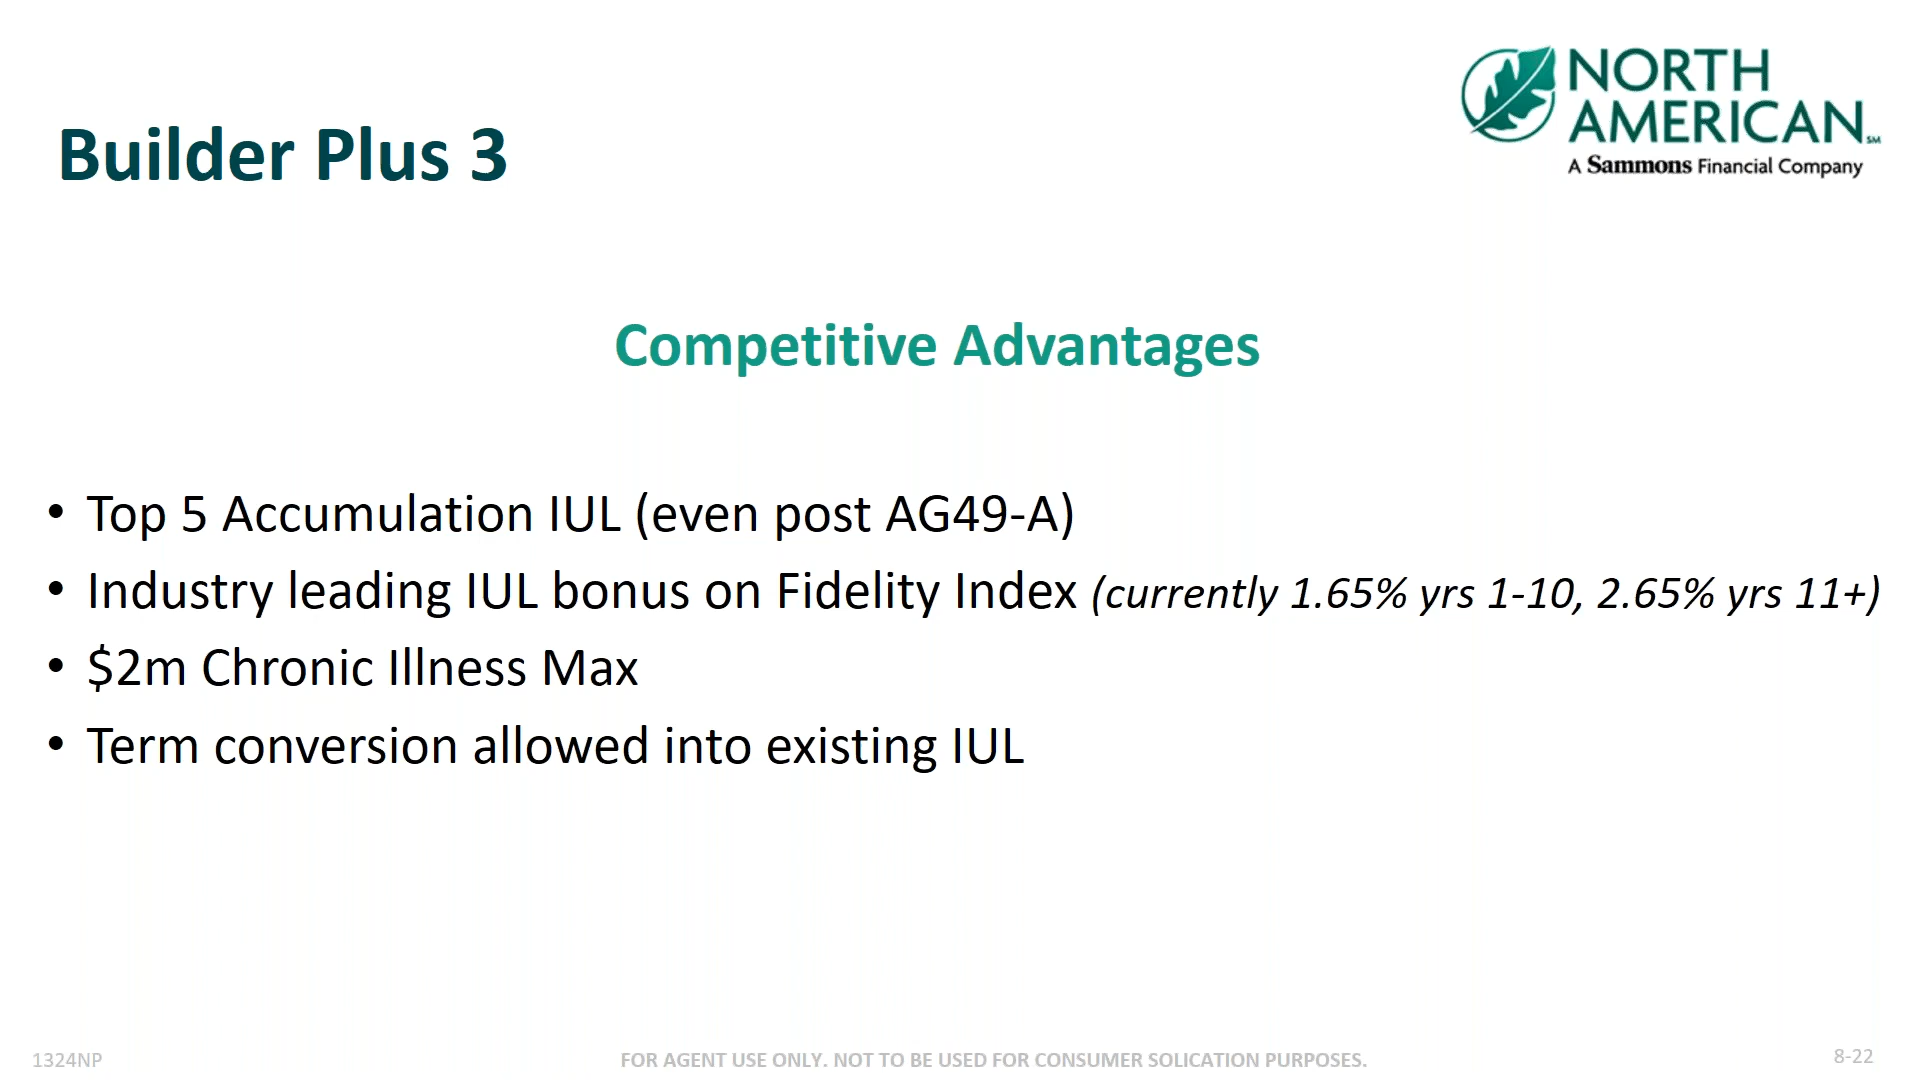 NORTH
AMERICAN℠
A Sammons Financial Company
Builder Plus 3
Competitive Advantages
• Top 5 Accumulation IUL (even post AG49-A)
• Industry leading IUL bonus on Fidelity Index (currently 1.65% yrs 1-10, 2.65% yrs 11+)
• $2m Chronic Illness Max
• Term conversion allowed into existing IUL
1324NP
FOR AGENT USE ONLY. NOT TO BE USED FOR CONSUMER SOLICATION PURPOSES.
8-22